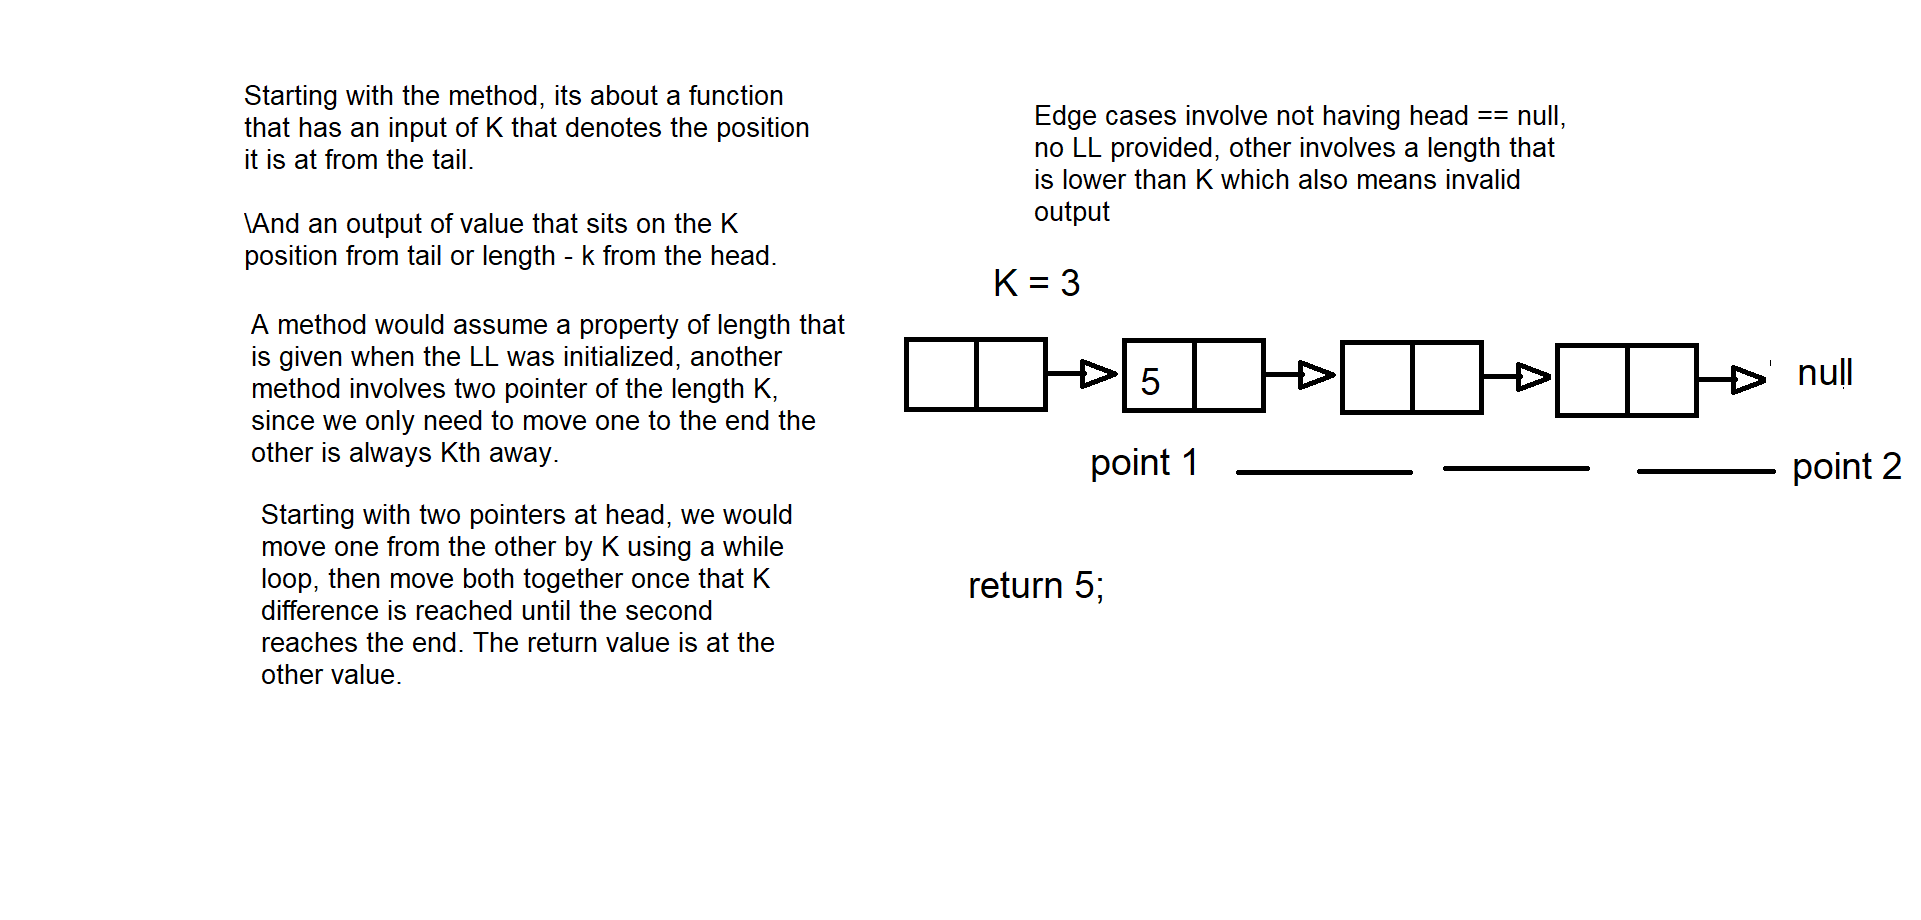 Starting with the method, its about a function
that has an input of K that denotes the position
it is at from the tail.
\And an output of value that sits on the K
position from tail or length - k from the head.
A method would assume a property of length that
is given when the LL was initialized, another
method involves two pointer of the length K,
since we only need to move one to the end the
other is always Kth away.
Starting with two pointers at head, we would
move one from the other by K using a while
loop, then move both together once that K
difference is reached until the second
reaches the end. The return value is at the
other value.
Edge cases involve not having head == null,
no LL provided, other involves a length that
is lower than K which also means invalid
output
K = 3
5
null
point 1
point 2
return 5;